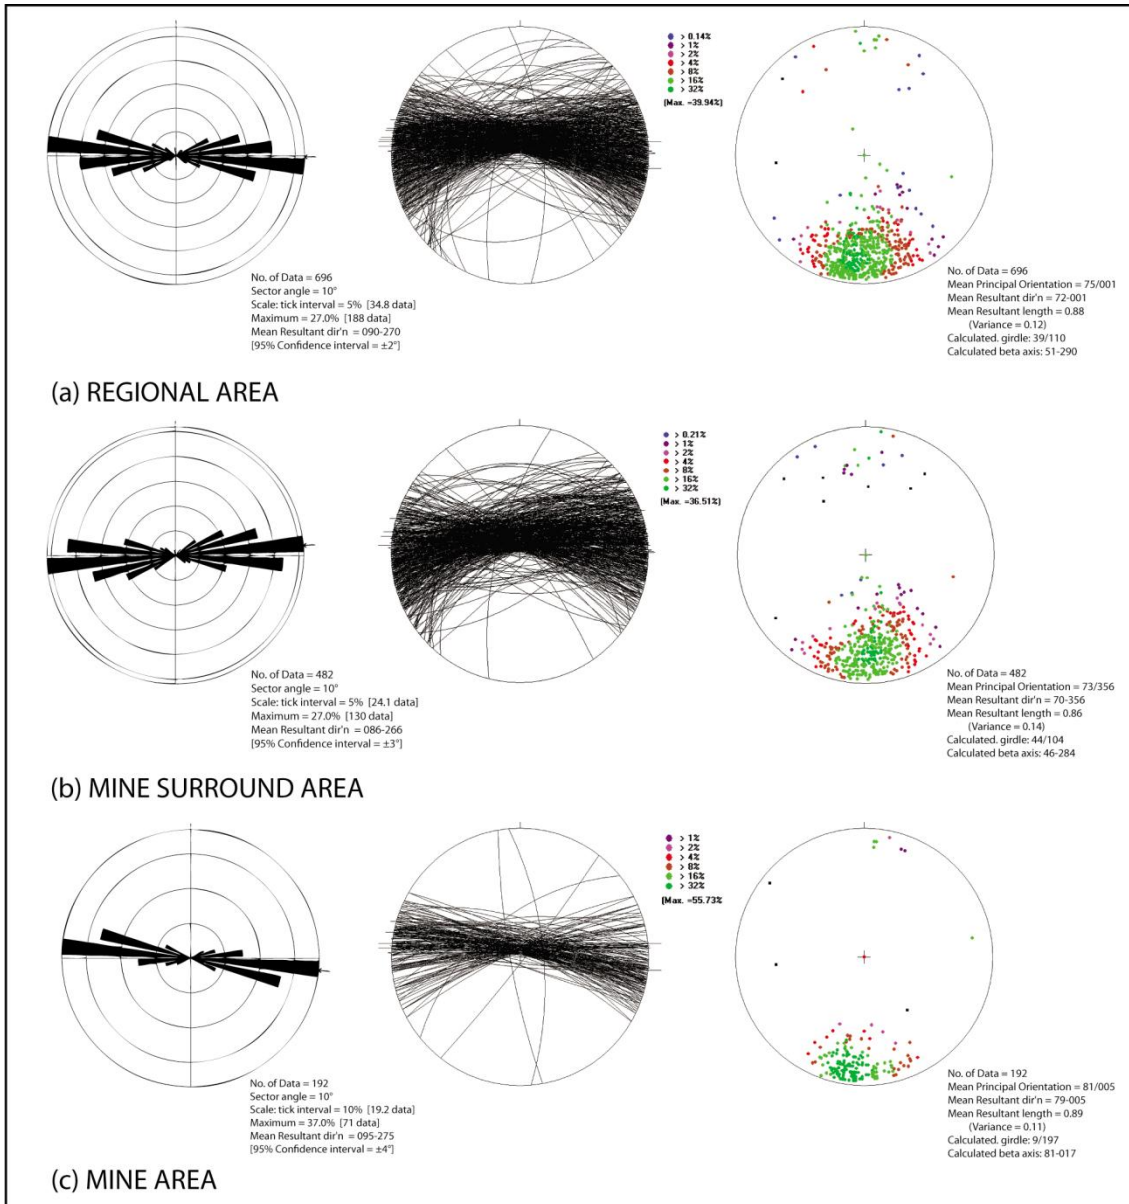 > 0.14%
> 1%
> 2%
> 4%
> 8%
> 16%
> 32%
(Max. =39.94%)
No. of Data = 696
Sector angle = 10°
Scale: tick interval = 5% [34.8 data]
Maximum = 27.0% [188 data]
Mean Resultant dir'n = 090-270
[95% Confidence interval = ±2°]
No. of Data = 696
Mean Principal Orientation = 75/001
Mean Resultant dir'n = 72-001
Mean Resultant length = 0.88
(Variance = 0.12)
Calculated. girdle: 39/110
Calculated beta axis: 51-290
(a) REGIONAL AREA
> 0.21%
> 1%
> 2%
> 4%
> 8%
> 16%
> 32%
(Max. =36.51%)
No. of Data = 482
Sector angle = 10°
Scale: tick interval = 5% [24.1 data]
Maximum = 27.0% [130 data]
Mean Resultant dir'n = 086-266
[95% Confidence interval = ±3°]
No. of Data = 482
Mean Principal Orientation = 73/356
Mean Resultant dir'n = 70-356
Mean Resultant length = 0.86
(Variance = 0.14)
Calculated. girdle: 44/104
Calculated beta axis: 46-284
(b) MINE SURROUND AREA
> 1%
> 2%
> 4%
> 8%
> 16%
> 32%
(Max. =55.73%
No. of Data = 192
Sector angle = 10°
Scale: tick interval = 10% [19.2 data]
Maximum = 37.0% [71 data]
Mean Resultant dir'n = 095-275
[95% Confidence interval = ±4°]
No. of Data = 192
Mean Principal Orientation = 81/005
Mean Resultant dir'n = 79-005
Mean Resultant length = 0.89
(Variance = 0.11)
Calculated. girdle: 9/197
Calculated beta axis: 81-017
(c) MINE AREA